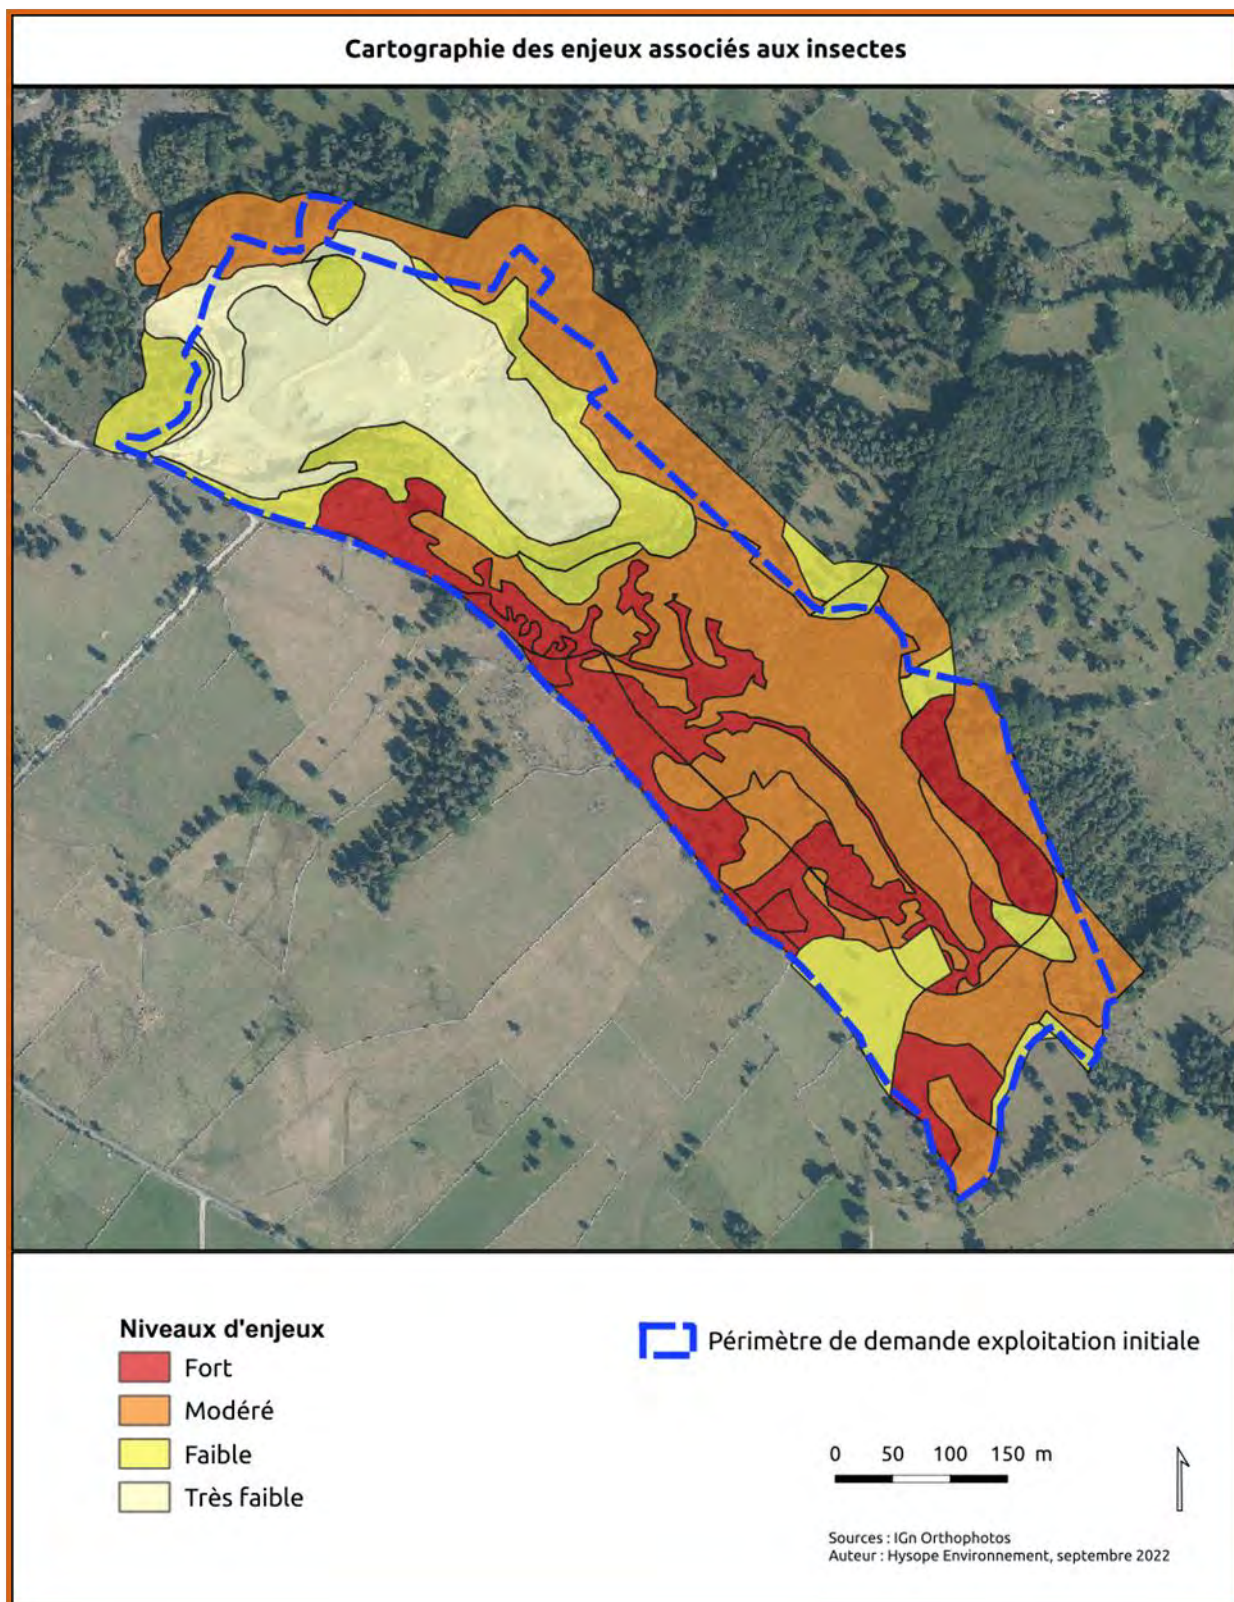 Cartographie des enjeux associés aux insectes
Niveaux d'enjeux
Fort
Modéré
Faible
Très faible
Périmètre de demande exploitation initiale
0 50 100 150 m
Sources : IGn Orthophotos
Auteur : Hysope Environnement, septembre 2022